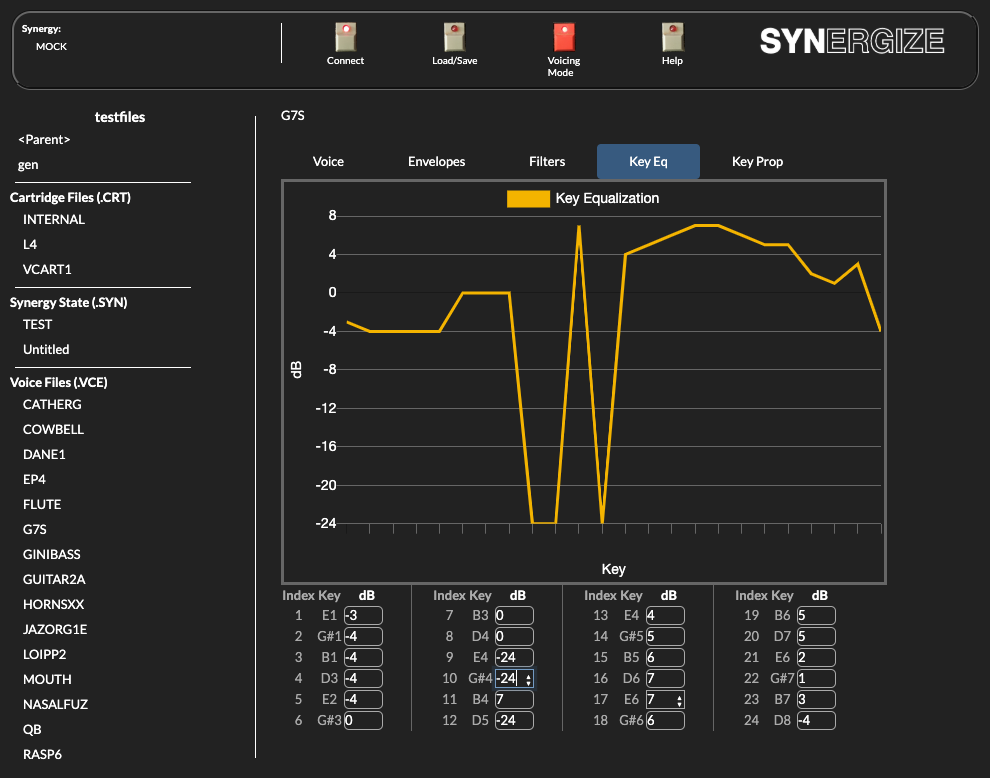 Synergy:
MOCK
Connect
Load/Save
Voicing
Mode
Help
SYNERGIZE
testfiles
<Parent>
gen
Cartridge Files (.CRT)
INTERNAL
L4
VCART1
Synergy State (.SYN)
TEST
Untitled
Voice Files (.VCE)
CATHERG
COWBELL
DANE1
EP4
FLUTE
G7S
GINIBASS
GUITAR2A
HORNSXX
JAZORG1E
LOIPP2
MOUTH
NASALFUZ
QB
RASP6
G7S
Voice Envelopes Filters Key Eq Key Prop
Key Equalization
8
4
0
-4
-8
-12
-16
-20
-24
dB
Key
Index Key dB
1 E1 -3
2 G#1 -4
3 B1 -4
4 D3 -4
5 E2 -4
6 G#3 0
Index Key dB
7 B3 0
8 D4 0
9 E4 -24
10 G#4 -24
11 B4 7
12 D5 -24
Index Key dB
13 E4 4
14 G#5 5
15 B5 6
16 D6 7
17 E6 7
18 G#6 6
Index Key dB
19 B6 5
20 D7 5
21 E6 2
22 G#7 1
23 B7 3
24 D8 -4